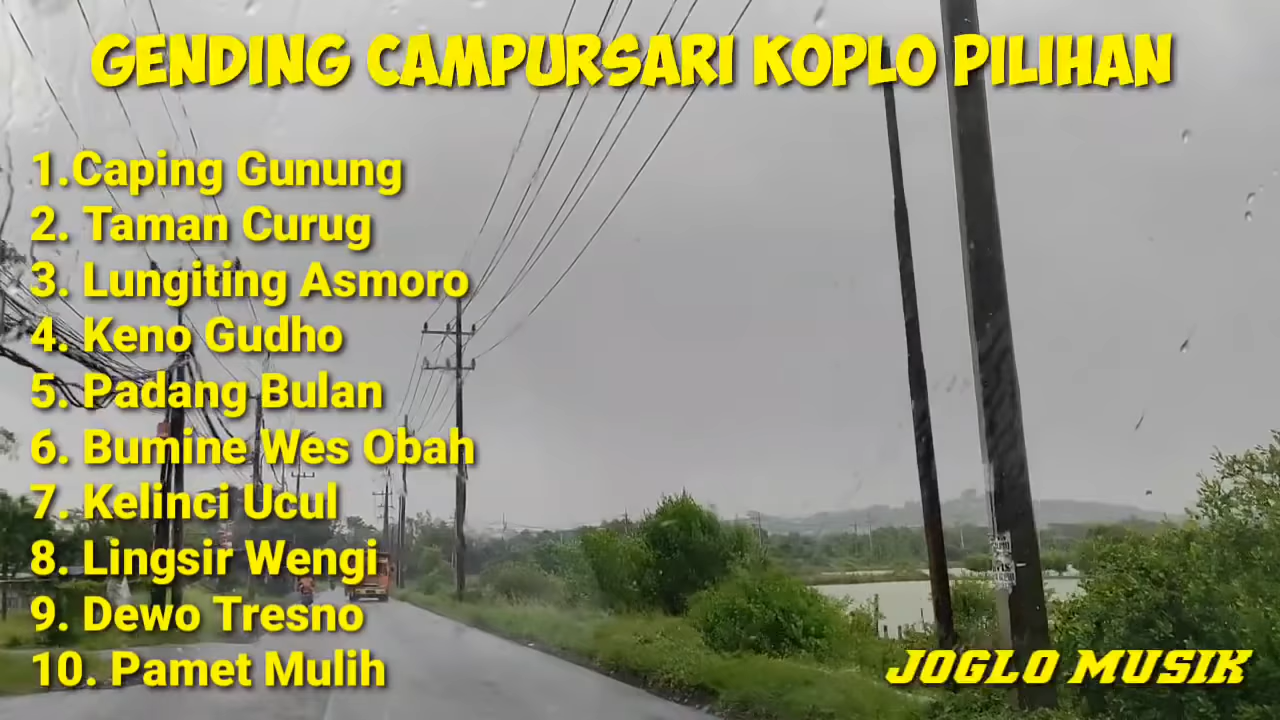 GENDING CAMPURSARI KOPLO PILIHAN
1.Caping Gunung
2. Taman Curug
3. Lungiting Asmoro
4. Keno Gudho
5. Padang Bulan
6. Bumine Wes Obah
7. Kelinci Ucul
8. Lingsir Wengi
9. Dewo Tresno
10. Pamet Mulih
JOGLO MUSIK